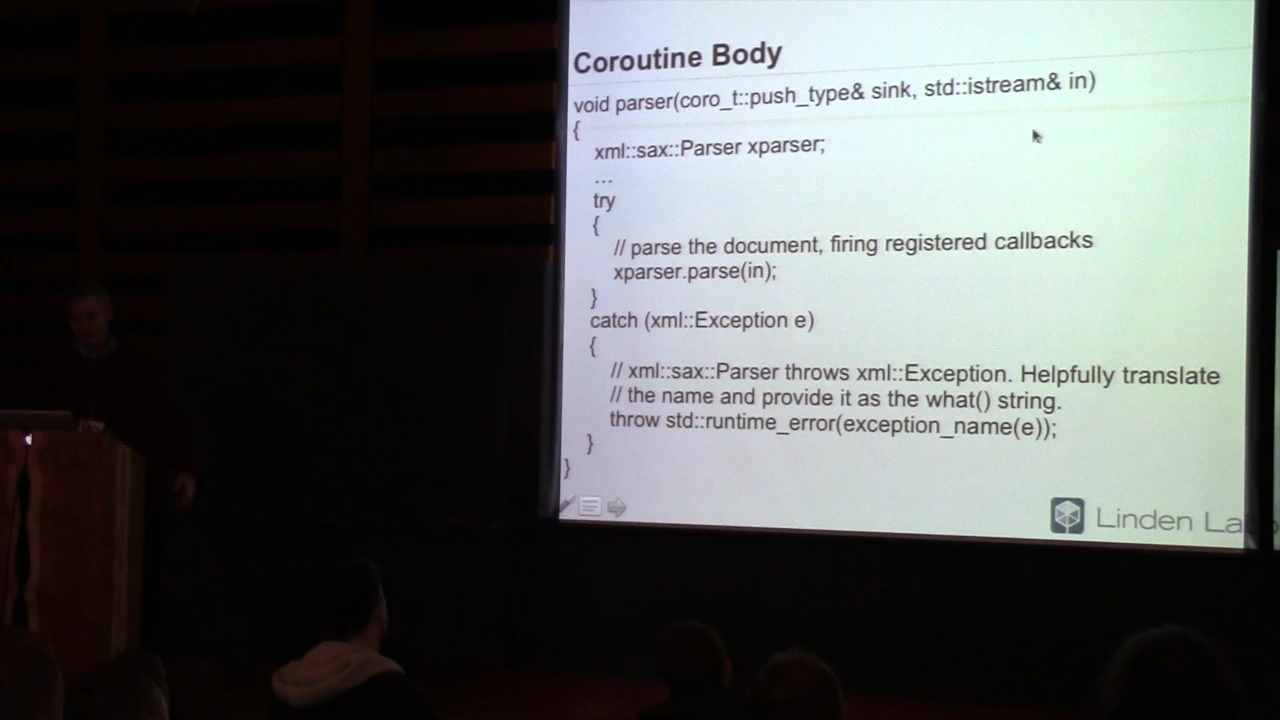 Coroutine Body
void parser(coro_t::push_type& sink, std::istream& in)
{
xml::sax::Parser xparser;
...
try
{
// parse the document, firing registered callbacks
xparser.parse(in);
}
catch (xml::Exception e)
{
// xml::sax::Parser throws xml::Exception. Helpfully translate
// the name and provide it as the what() string.
throw std::runtime_error(exception_name(e));
}
}
Linden Lab